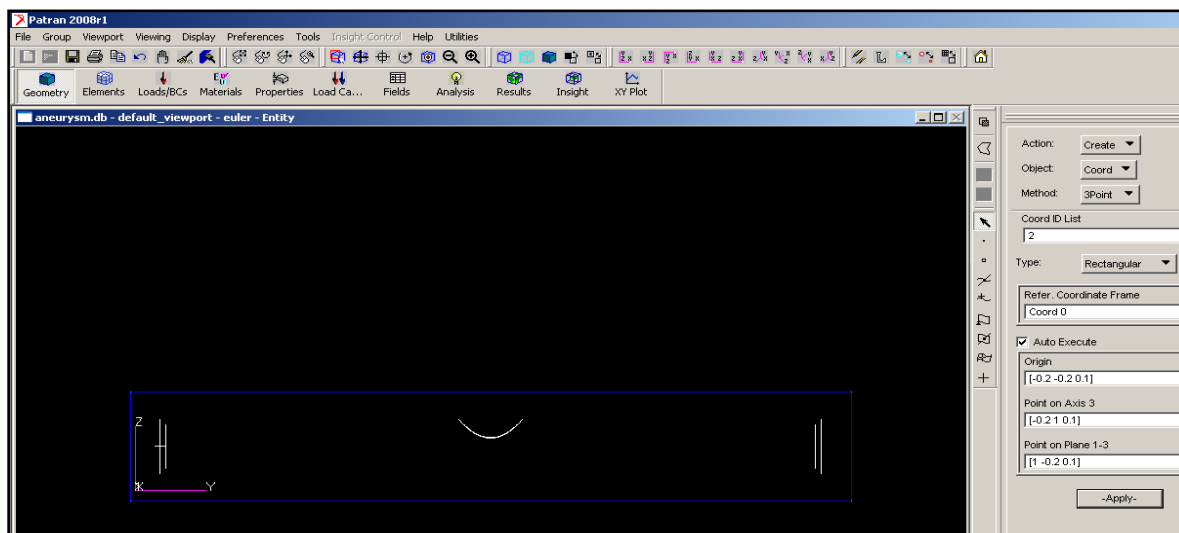 Patran 2008r1
File Group Viewport Viewing Display Preferences Tools Insight Control Help Utilities
Geometry Elements Loads/BCs Materials Properties Load Ca... Fields Analysis Results Insight XY Plot
aneurysm.db - default_viewport - euler - Entity
Action: Create
Object: Coord
Method: 3Point
Coord ID List
2
Type: Rectangular
Refer. Coordinate Frame
Coord 0
Auto Execute
Origin
[-0.2 -0.2 0.1]
Point on Axis 3
[-0.2 1 0.1]
Point on Plane 1-3
[1 -0.2 0.1]
-Apply-
Z
X Y